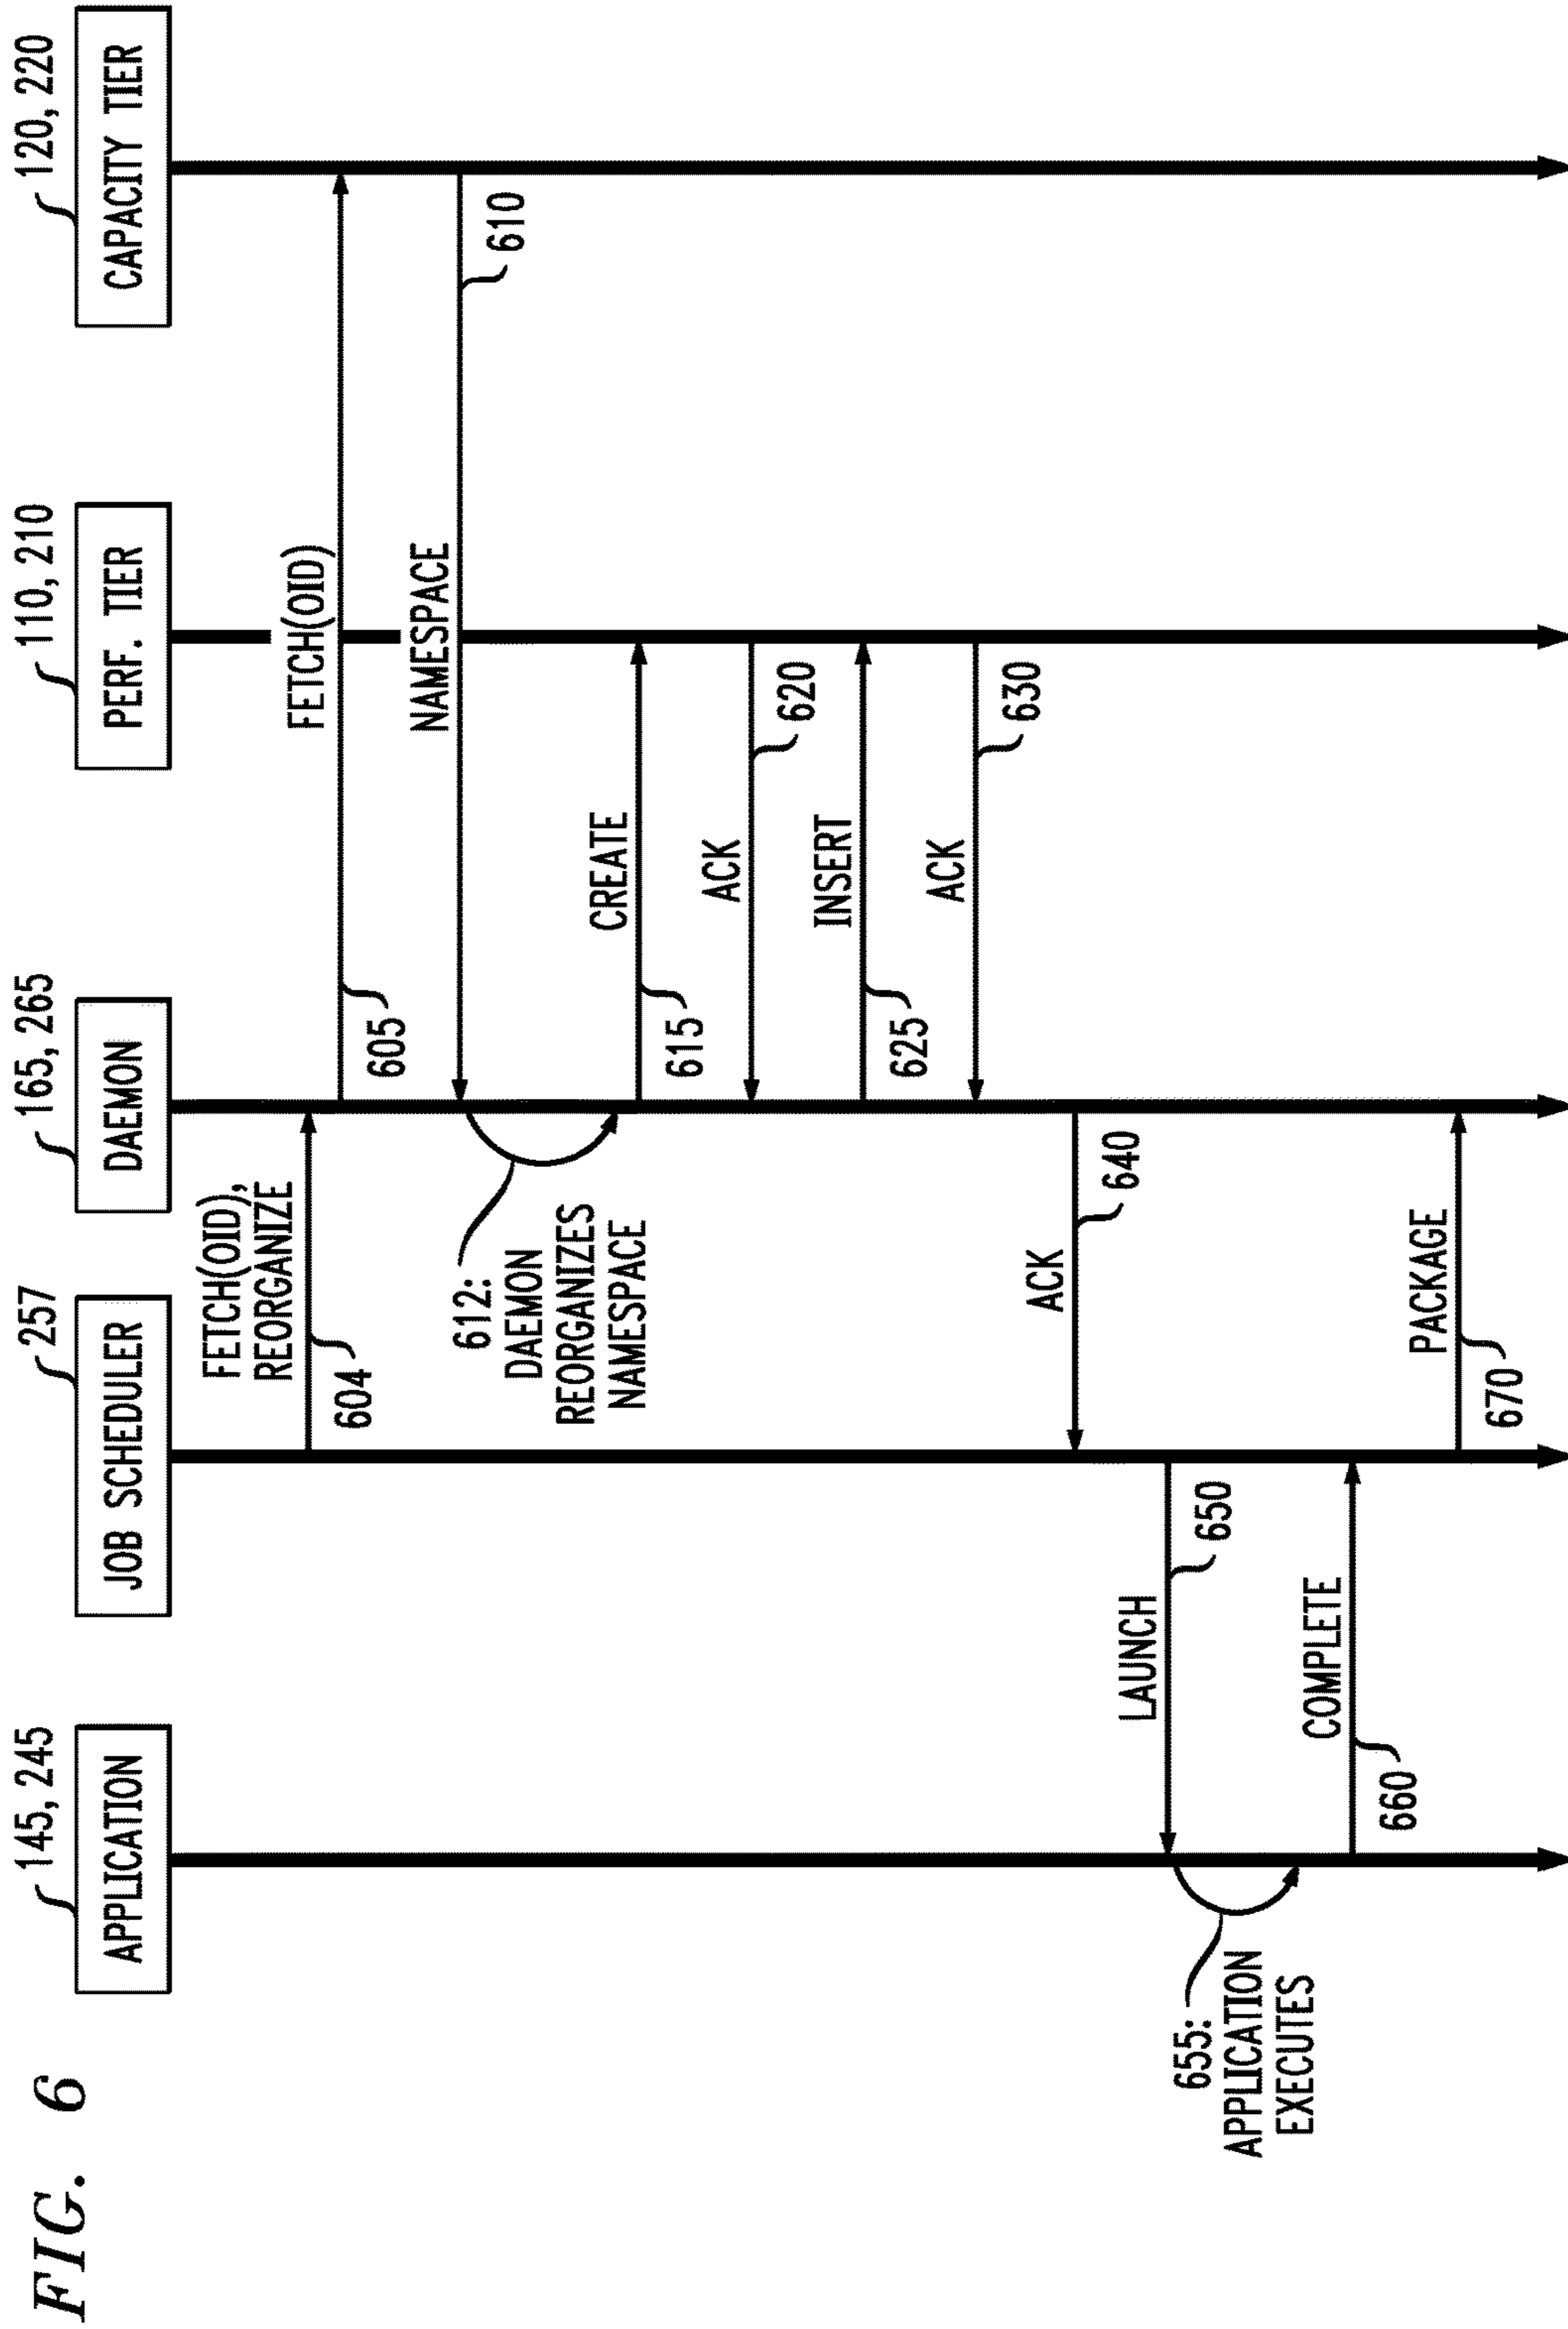 FIG. 6
145, 245
APPLICATION
257
JOB SCHEDULER
165, 265
DAEMON
110, 210
PERF. TIER
120, 220
CAPACITY TIER
FETCH(OID),
REORGANIZE
604
FETCH(OID)
605
NAMESPACE
610
612:
DAEMON
REORGANIZES
NAMESPACE
CREATE
615
ACK
620
INSERT
625
ACK
630
ACK
640
LAUNCH
650
655:
APPLICATION
EXECUTES
COMPLETE
660
PACKAGE
670